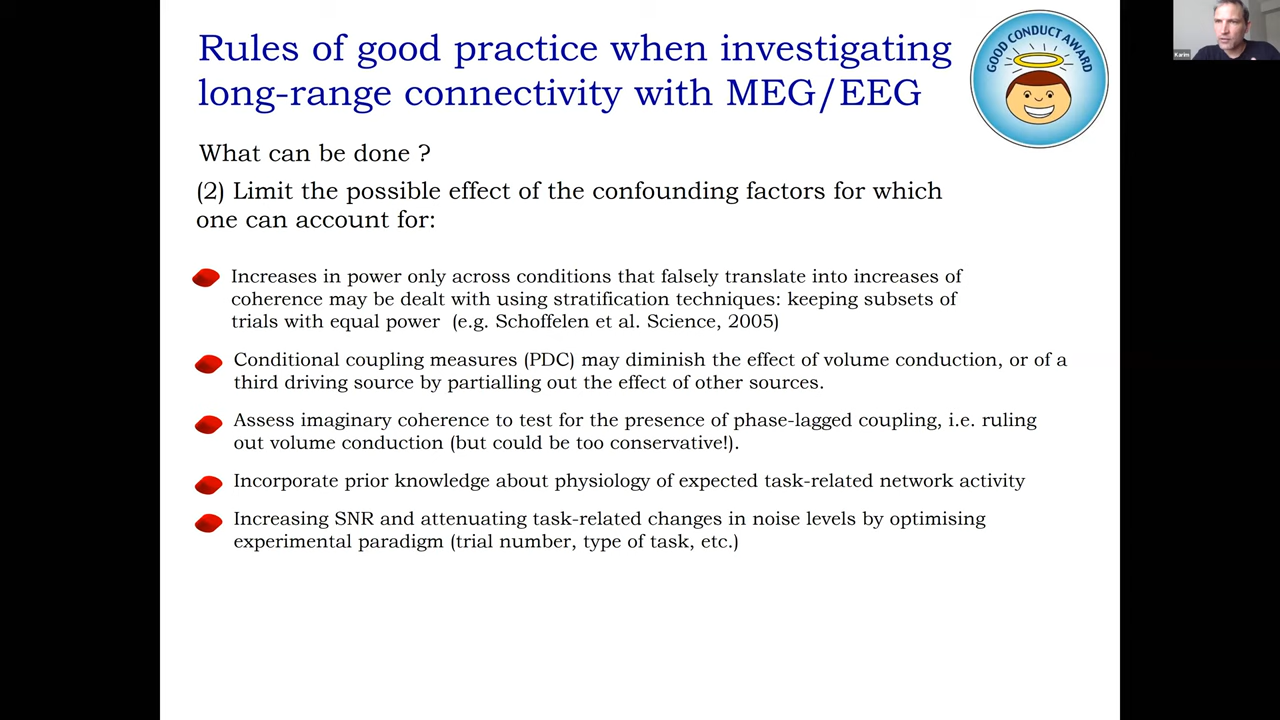 Rules of good practice when investigating
long-range connectivity with MEG/EEG
GOOD CONDUCT AWARD
Karim
What can be done ?
(2) Limit the possible effect of the confounding factors for which
one can account for:
Increases in power only across conditions that falsely translate into increases of
coherence may be dealt with using stratification techniques: keeping subsets of
trials with equal power (e.g. Schoffelen et al. Science, 2005)
Conditional coupling measures (PDC) may diminish the effect of volume conduction, or of a
third driving source by partialling out the effect of other sources.
Assess imaginary coherence to test for the presence of phase-lagged coupling, i.e. ruling
out volume conduction (but could be too conservative!).
Incorporate prior knowledge about physiology of expected task-related network activity
Increasing SNR and attenuating task-related changes in noise levels by optimising
experimental paradigm (trial number, type of task, etc.)